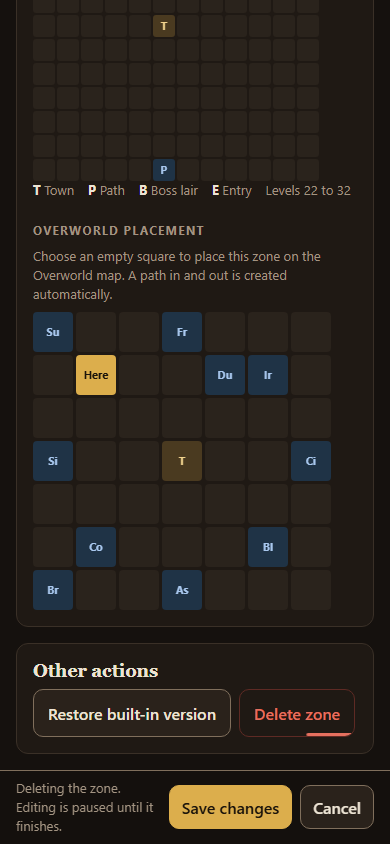 T
P
T Town P Path B Boss lair E Entry Levels 22 to 32
OVERWORLD PLACEMENT
Choose an empty square to place this zone on the
Overworld map. A path in and out is created
automatically.
Su Fr
Here Du Ir
Si T Ci
Co Bl
Br As
Other actions
Restore built-in version Delete zone
Deleting the zone.
Editing is paused until it
finishes.
Save changes Cancel